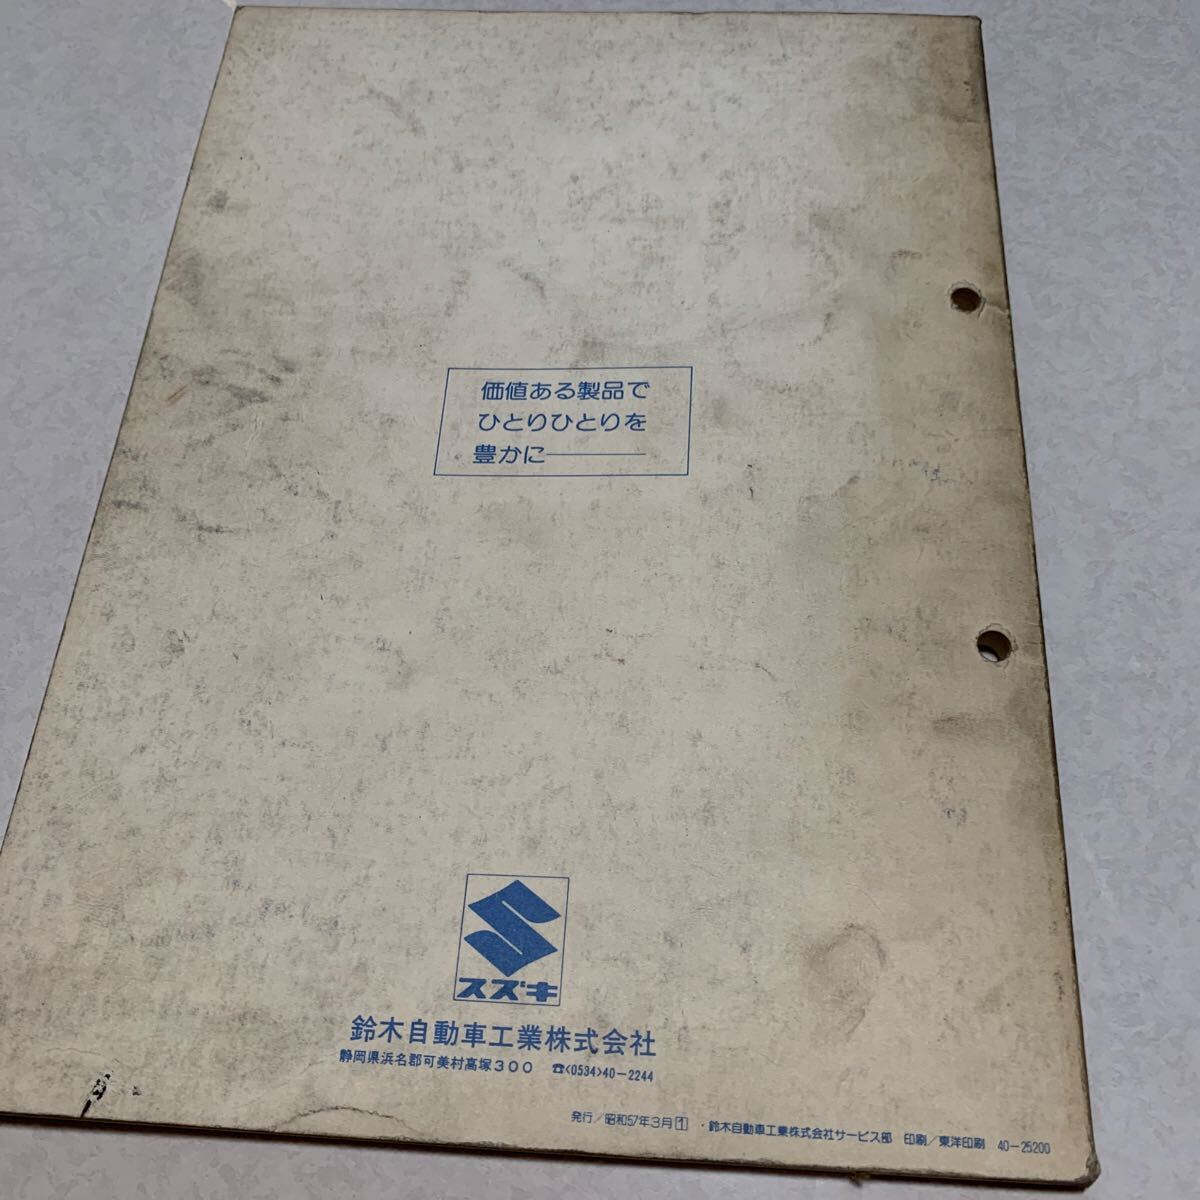 価値ある製品で
ひとりひとりを
豊かに―――
スズキ
鈴木自動車工業株式会社
静岡県浜名郡可美村高塚300 ☎<0534>40-2244
発行/昭和57年3月1・鈴木自動車工業株式会社サービス部 印刷/東洋印刷 40-25200